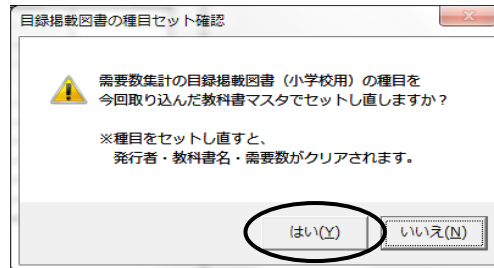 目録掲載図書の種目セット確認
需要数集計の目録掲載図書（小学校用）の種目を
今回取り込んだ教科書マスタでセットし直しますか？
※種目をセットし直すと、
発行者・教科書名・需要数がクリアされます。
はい(Y) いいえ(N)